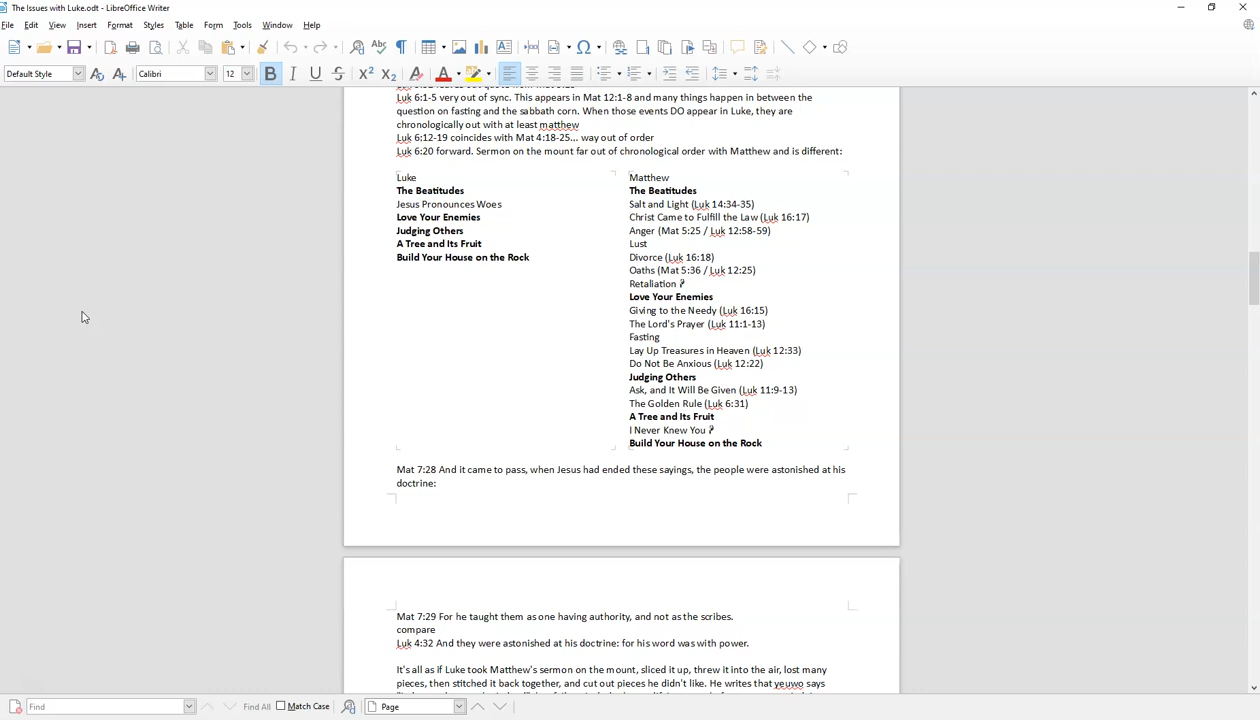 The Issues with Luke.odt - LibreOffice Writer
File Edit View Insert Format Styles Table Form Tools Window Help
Default Style Calibri 12
Luk 6:1-5 very out of sync. This appears in Mat 12:1-8 and many things happen in between the
question on fasting and the sabbath corn. When those events DO appear in Luke, they are
chronologically out with at least matthew
Luk 6:12-19 coincides with Mat 4:18-25... way out of order
Luk 6:20 forward. Sermon on the mount far out of chronological order with Matthew and is different:
Luke
The Beatitudes
Jesus Pronounces Woes
Love Your Enemies
Judging Others
A Tree and Its Fruit
Build Your House on the Rock
Matthew
The Beatitudes
Salt and Light (Luk 14:34-35)
Christ Came to Fulfill the Law (Luk 16:17)
Anger (Mat 5:25 / Luk 12:58-59)
Lust
Divorce (Luk 16:18)
Oaths (Mat 5:36 / Luk 12:25)
Retaliation
Love Your Enemies
Giving to the Needy (Luk 16:15)
The Lord's Prayer (Luk 11:1-13)
Fasting
Lay Up Treasures in Heaven (Luk 12:33)
Do Not Be Anxious (Luk 12:22)
Judging Others
Ask, and It Will Be Given (Luk 11:9-13)
The Golden Rule (Luk 6:31)
A Tree and Its Fruit
I Never Knew You
Build Your House on the Rock
Mat 7:28 And it came to pass, when Jesus had ended these sayings, the people were astonished at his
doctrine:
Mat 7:29 For he taught them as one having authority, and not as the scribes.
compare
Luk 4:32 And they were astonished at his doctrine: for his word was with power.
It's all as if Luke took Matthew's sermon on the mount, sliced it up, threw it into the air, lost many
pieces, then stitched it back together, and cut out pieces he didn't like. He writes that yeuwo says
Find Find All Match Case Page